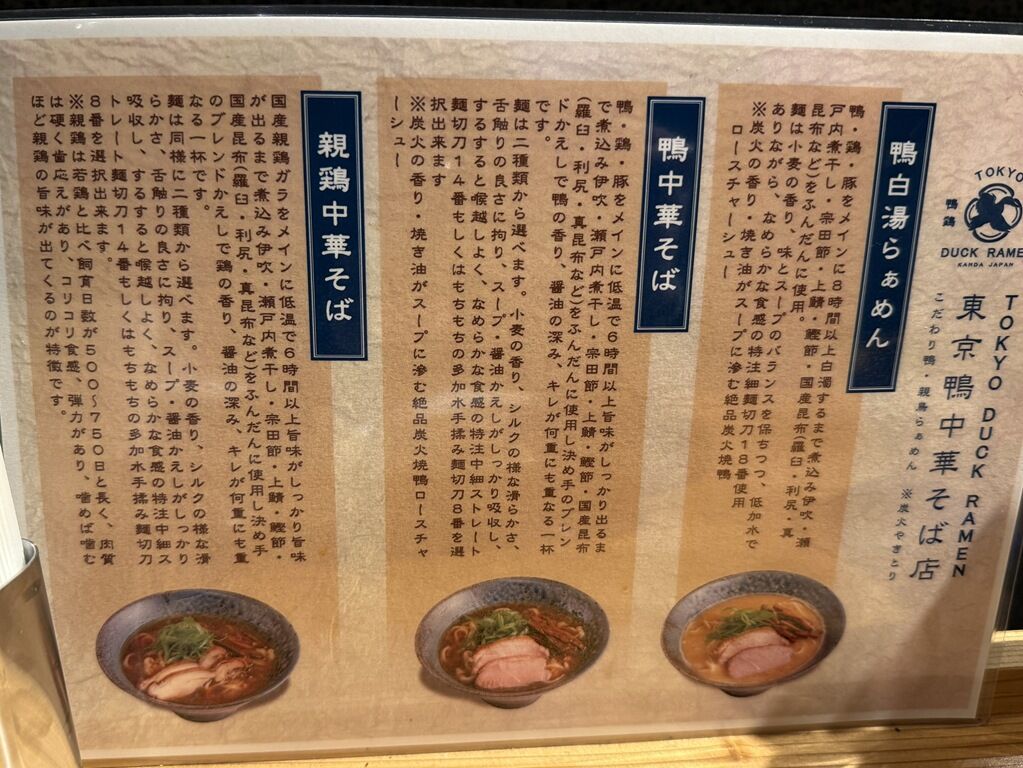 TOKYO
鴨
鶏
DUCK RAMEN
KANDA JAPAN
TOKYO DUCK RAMEN
東京鴨中華そば店
こだわり鴨・親鳥らぁめん ※炭火やきとり
鴨白湯らぁめん
鴨・鶏・豚をメインに8時間以上白濁するまで煮込み伊吹・瀬
戸内煮干し・宗田節・上鯖・鰹節・国産昆布(羅臼・利尻・真
昆布など)をふんだんに使用。
麺は小麦の香り、味とスープのバランスを保ちつつ、低加水で
ありながら、なめらかな食感の特注細麺切刀18番使用
※炭火の香り・焼き油がスープに滲む絶品炭火焼鴨
ローストチャーシュー
鴨中華そば
鴨・鶏・豚をメインに低温で6時間以上旨味がしっかり出るま
で煮込み伊吹・瀬戸内煮干し・宗田節・上鯖・鰹節・国産昆布
(羅臼・利尻・真昆布など)をふんだんに使用し決め手のブレン
ドかえしで鴨の香り、醤油の深み、キレが何重にも重なる一杯
です。
麺は二種類から選べます。小麦の香り、シルクの様な滑らかさ、
舌触りの良さに拘り、スープ・醤油かえしがしっかり吸収し、
するすると喉越しよく、なめらかな食感の特注中細ストレート
麺切刀14番もしくはもちもちの多加水手揉み麺切刀8番を選
択出来ます
※炭火の香り・焼き油がスープに滲む絶品炭火焼鴨ローストチャ
ーシュー
親鶏中華そば
国産親鶏ガラをメインに低温で6時間以上旨味がしっかり旨味
が出るまで煮込み伊吹・瀬戸内煮干し・宗田節・上鯖・鰹節・
国産昆布(羅臼・利尻・真昆布など)をふんだんに使用し決め手
のブレンドかえしで鶏の香り、醤油の深み、キレが何重にも重
なる一杯です。
麺は同様に二種類から選べます。小麦の香り、シルクの様な滑
らかさ、舌触りの良さに拘り、スープ・醤油かえしがしっかり
吸収し、するすると喉越しよく、なめらかな食感の特注中細ス
トレート麺切刀14番もしくはもちもちの多加水手揉み麺切刀
8番を選択出来ます。
※親鶏は若鶏と比べ飼育日数が500〜750日と長く、肉質
は硬く歯応えがあり、コリコリ食感、弾力があり、噛めば噛む
ほど親鶏の旨味が出てくるのが特徴です。